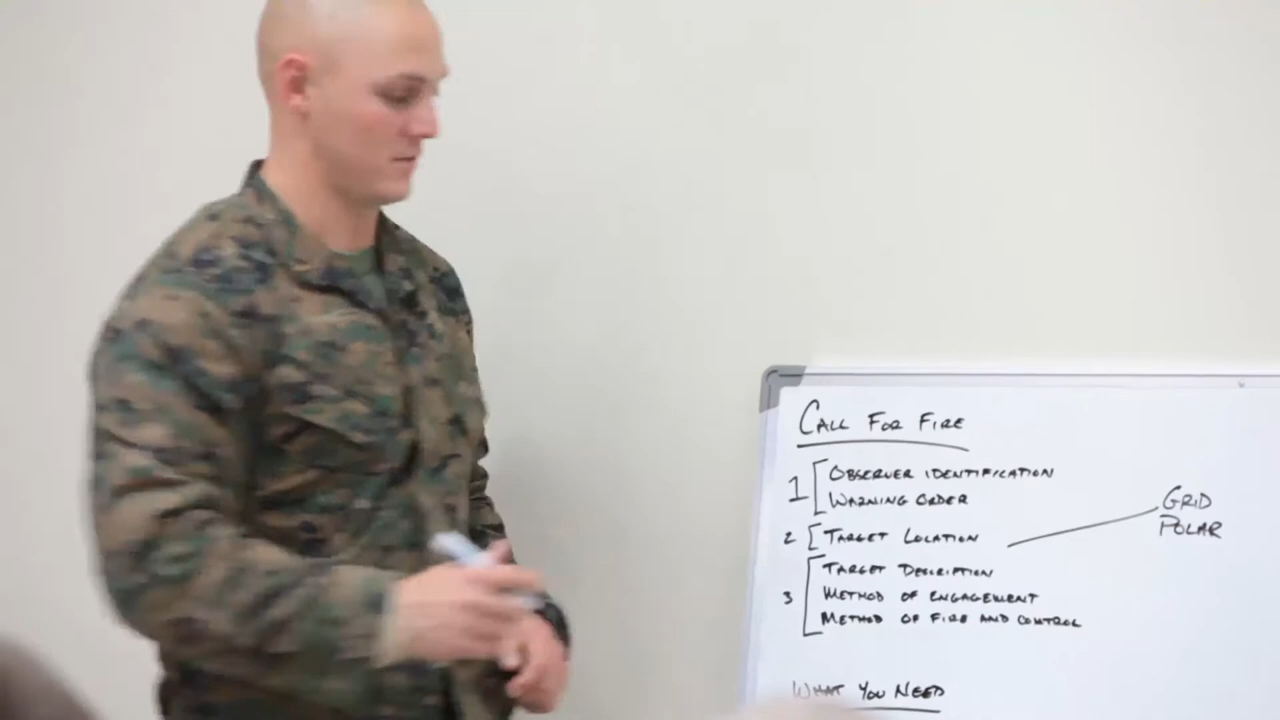 CALL FOR FIRE
1 OBSERVER IDENTIFICATION
WARNING ORDER
2 TARGET LOCATION
GRID
POLAR
3 TARGET DESCRIPTION
METHOD OF ENGAGEMENT
METHOD OF FIRE AND CONTROL
WHAT YOU NEED